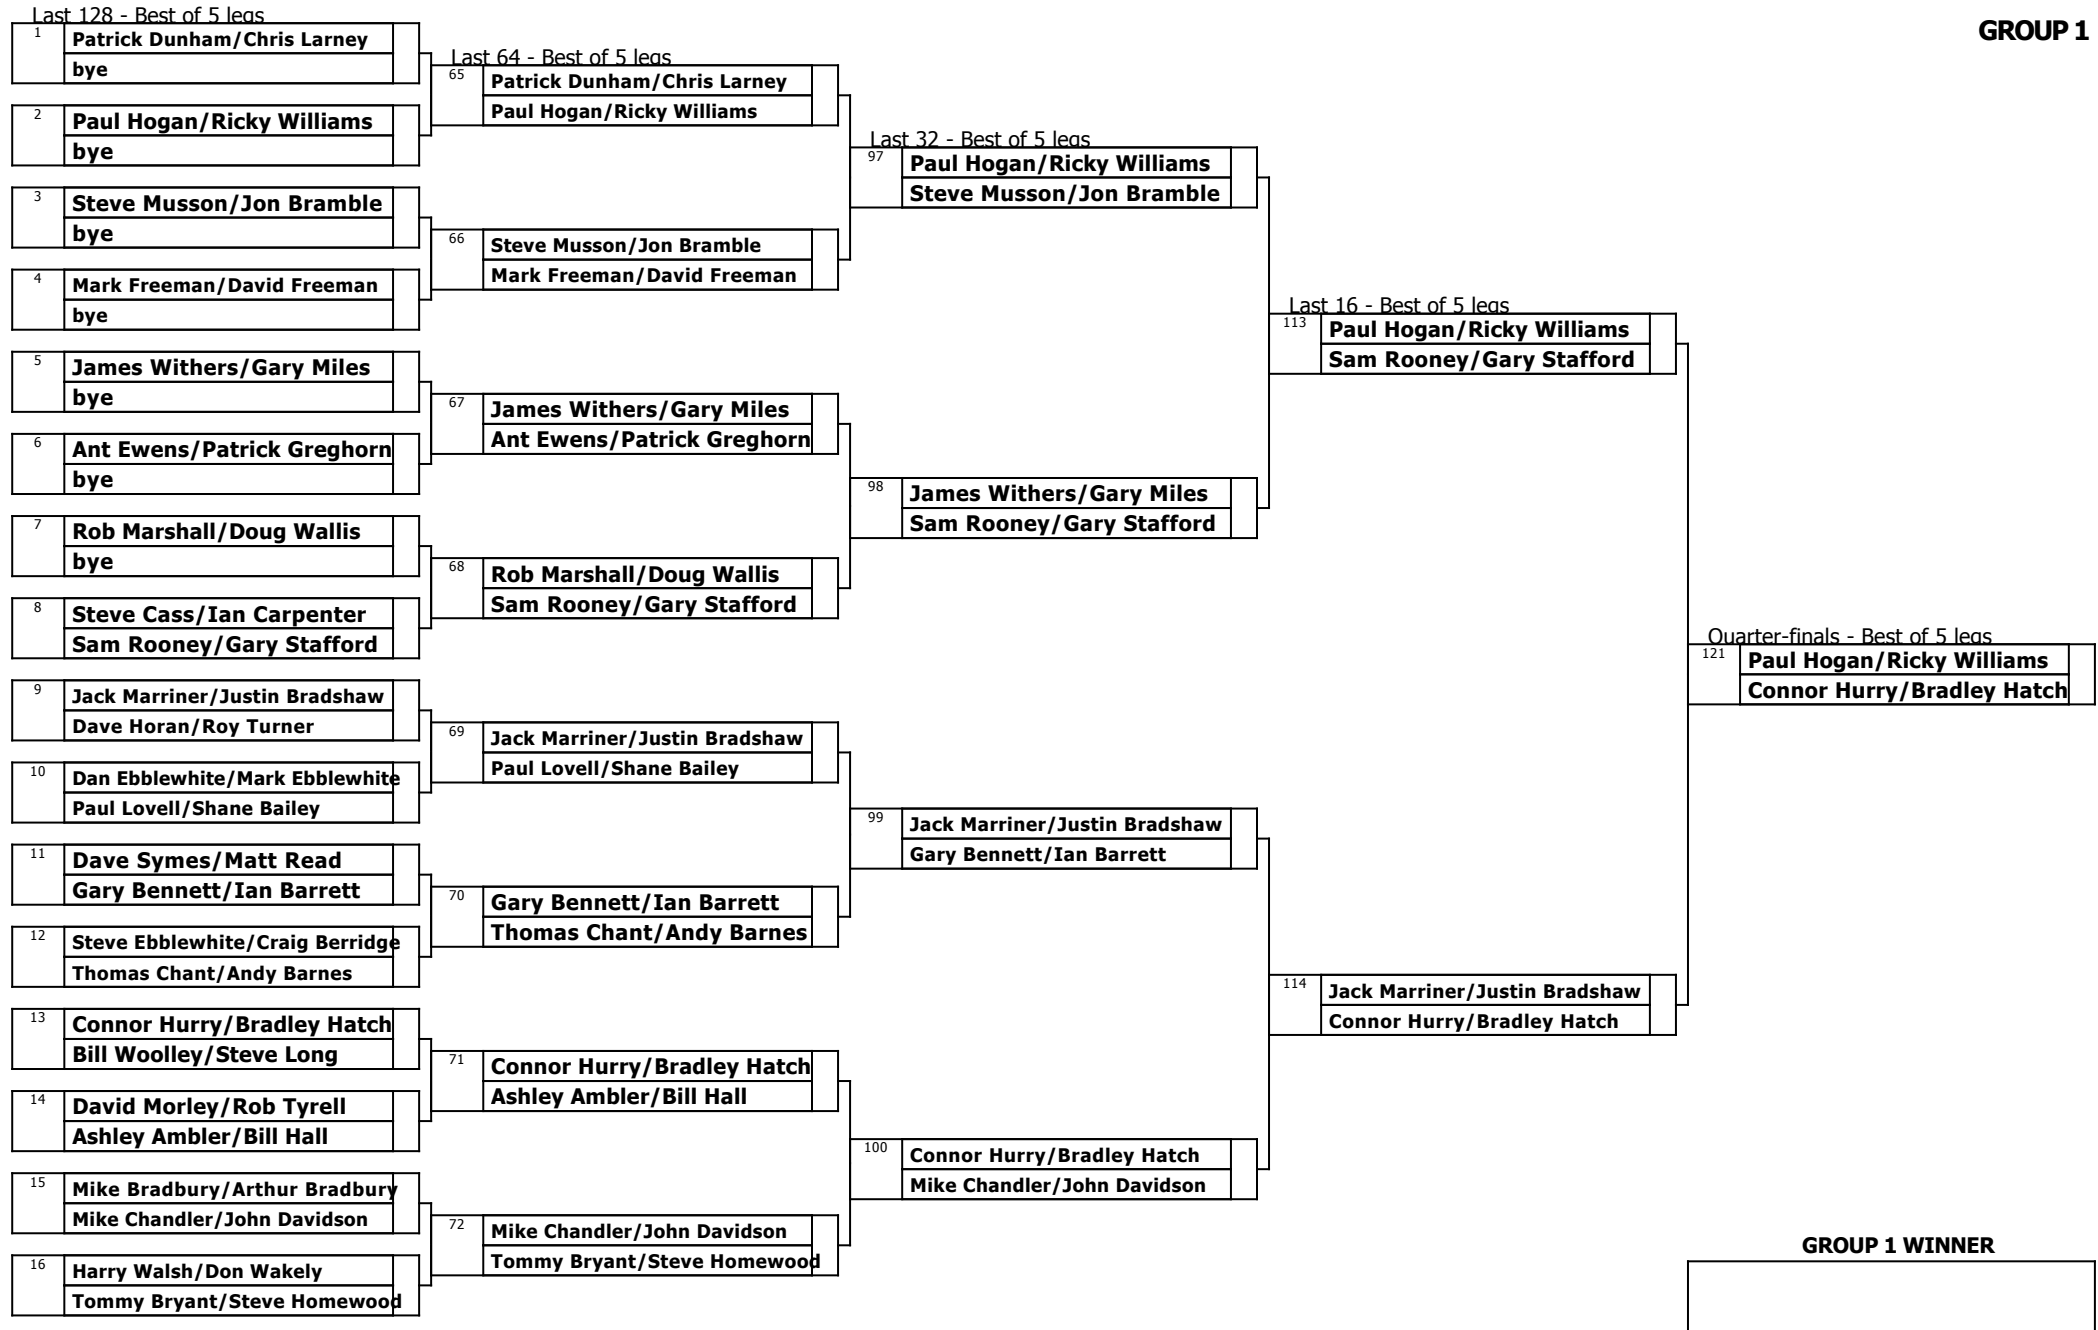 GROUP 1
Last 128 - Best of 5 legs
1
Patrick Dunham/Chris Larney
bye
2
Paul Hogan/Ricky Williams
bye
3
Steve Musson/Jon Bramble
bye
4
Mark Freeman/David Freeman
bye
5
James Withers/Gary Miles
bye
6
Ant Ewens/Patrick Greghorn
bye
7
Rob Marshall/Doug Wallis
bye
8
Steve Cass/Ian Carpenter
Sam Rooney/Gary Stafford
9
Jack Marriner/Justin Bradshaw
Dave Horan/Roy Turner
10
Dan Ebblewhite/Mark Ebblewhite
Paul Lovell/Shane Bailey
11
Dave Symes/Matt Read
Gary Bennett/Ian Barrett
12
Steve Ebblewhite/Craig Berridge
Thomas Chant/Andy Barnes
13
Connor Hurry/Bradley Hatch
Bill Woolley/Steve Long
14
David Morley/Rob Tyrell
Ashley Ambler/Bill Hall
15
Mike Bradbury/Arthur Bradbury
Mike Chandler/John Davidson
16
Harry Walsh/Don Wakely
Tommy Bryant/Steve Homewood
Last 64 - Best of 5 legs
65
Patrick Dunham/Chris Larney
Paul Hogan/Ricky Williams
66
Steve Musson/Jon Bramble
Mark Freeman/David Freeman
67
James Withers/Gary Miles
Ant Ewens/Patrick Greghorn
68
Rob Marshall/Doug Wallis
Sam Rooney/Gary Stafford
69
Jack Marriner/Justin Bradshaw
Paul Lovell/Shane Bailey
70
Gary Bennett/Ian Barrett
Thomas Chant/Andy Barnes
71
Connor Hurry/Bradley Hatch
Ashley Ambler/Bill Hall
72
Mike Chandler/John Davidson
Tommy Bryant/Steve Homewood
Last 32 - Best of 5 legs
97
Paul Hogan/Ricky Williams
Steve Musson/Jon Bramble
98
James Withers/Gary Miles
Sam Rooney/Gary Stafford
99
Jack Marriner/Justin Bradshaw
Gary Bennett/Ian Barrett
100
Connor Hurry/Bradley Hatch
Mike Chandler/John Davidson
Last 16 - Best of 5 legs
113
Paul Hogan/Ricky Williams
Sam Rooney/Gary Stafford
114
Jack Marriner/Justin Bradshaw
Connor Hurry/Bradley Hatch
Quarter-finals - Best of 5 legs
121
Paul Hogan/Ricky Williams
Connor Hurry/Bradley Hatch
GROUP 1 WINNER